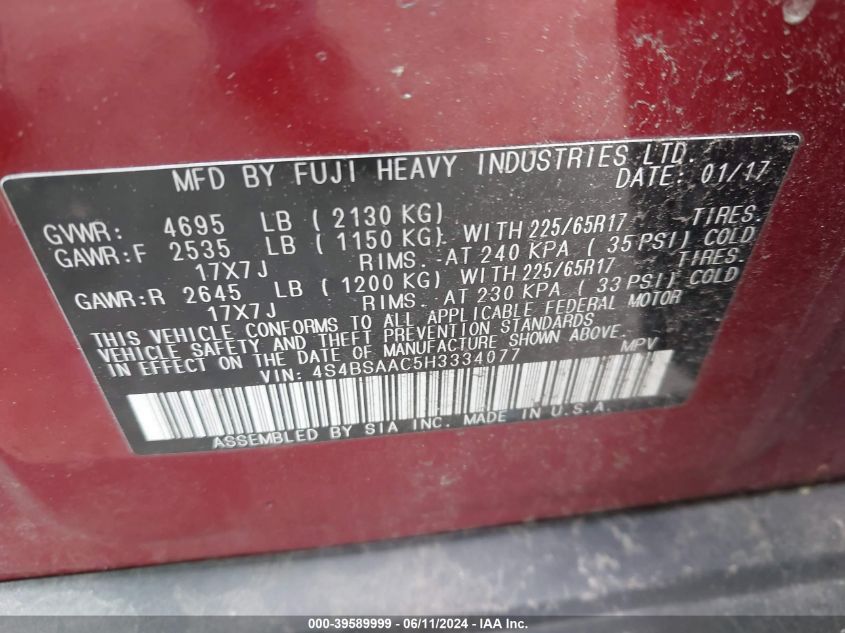 MFD BY FUJI HEAVY INDUSTRIES LTD.
DATE: 01/17
GVWR: 4695 LB ( 2130 KG)
GAWR:F 2535 LB ( 1150 KG) WITH 225/65R17 TIRES.
17X7J RIMS. AT 240 KPA ( 35 PSI) COLD
GAWR:R 2645 LB ( 1200 KG) WITH 225/65R17 TIRES.
17X7J RIMS. AT 230 KPA ( 33 PSI) COLD
THIS VEHICLE CONFORMS TO ALL APPLICABLE FEDERAL MOTOR
VEHICLE SAFETY AND THEFT PREVENTION STANDARDS
IN EFFECT ON THE DATE OF MANUFACTURE SHOWN ABOVE.
VIN: 4S4BSAAC5H3334077 MPV
ASSEMBLED BY SIA INC. MADE IN U.S.A.
000-39589999 - 06/11/2024 - IAAI.com